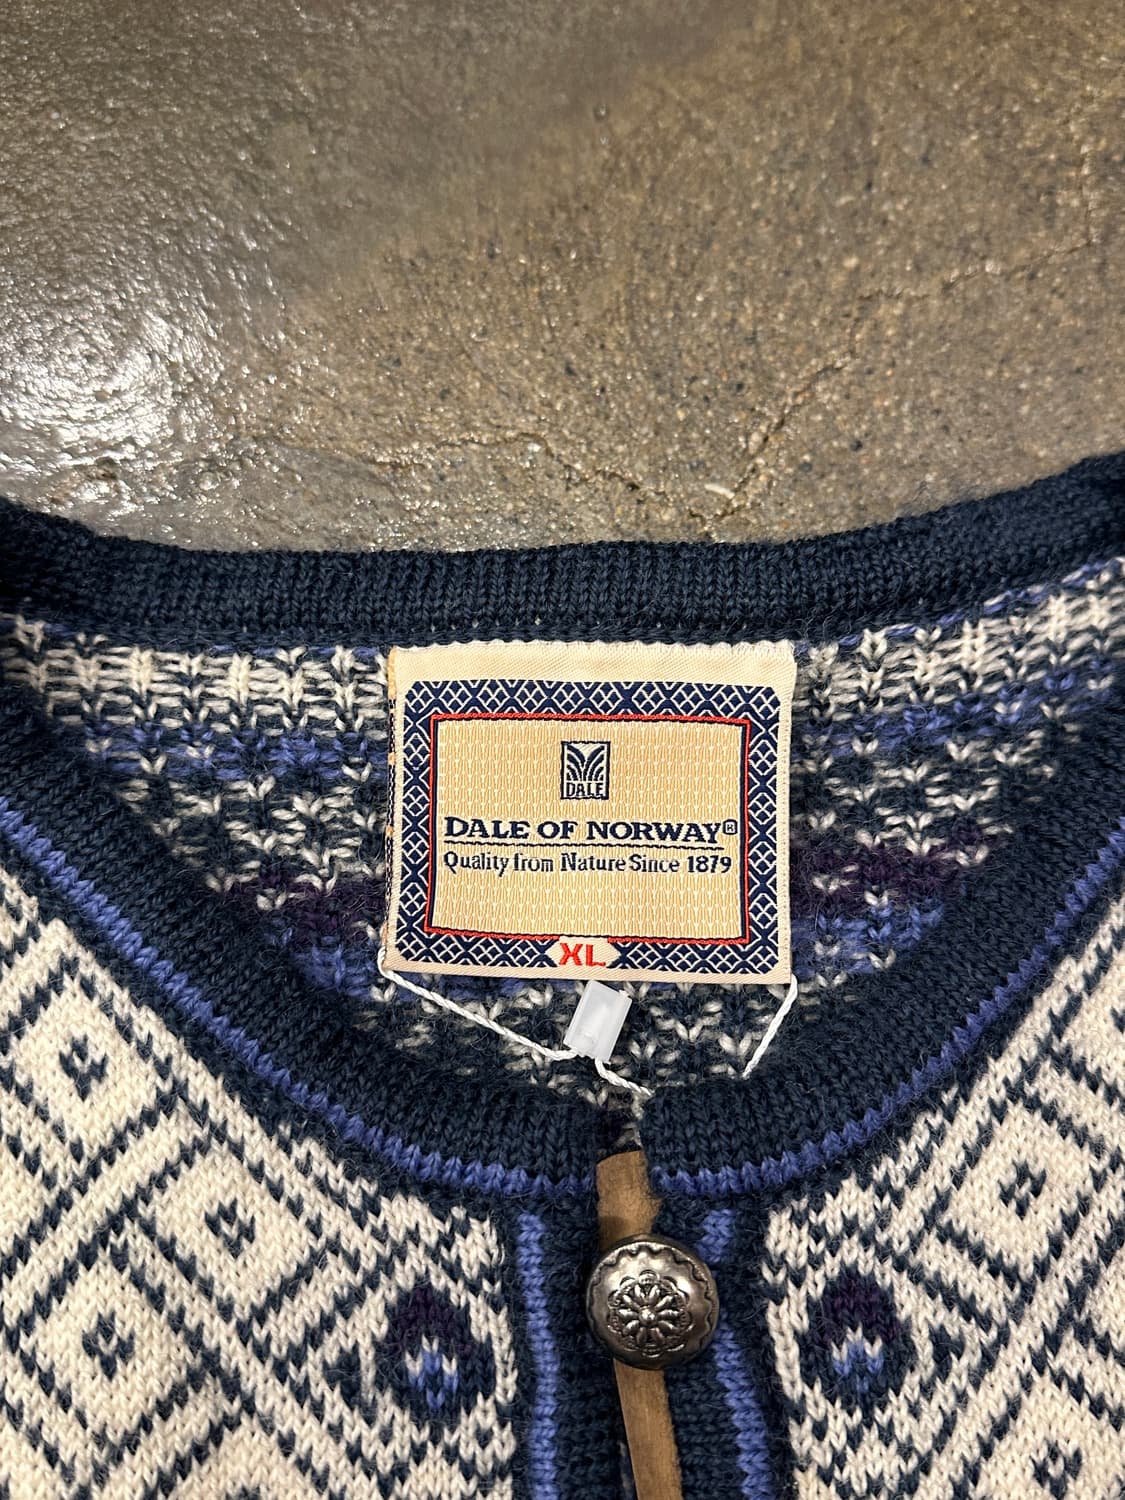 DALE
DALE OF NORWAY®
Quality from Nature Since 1879
XL